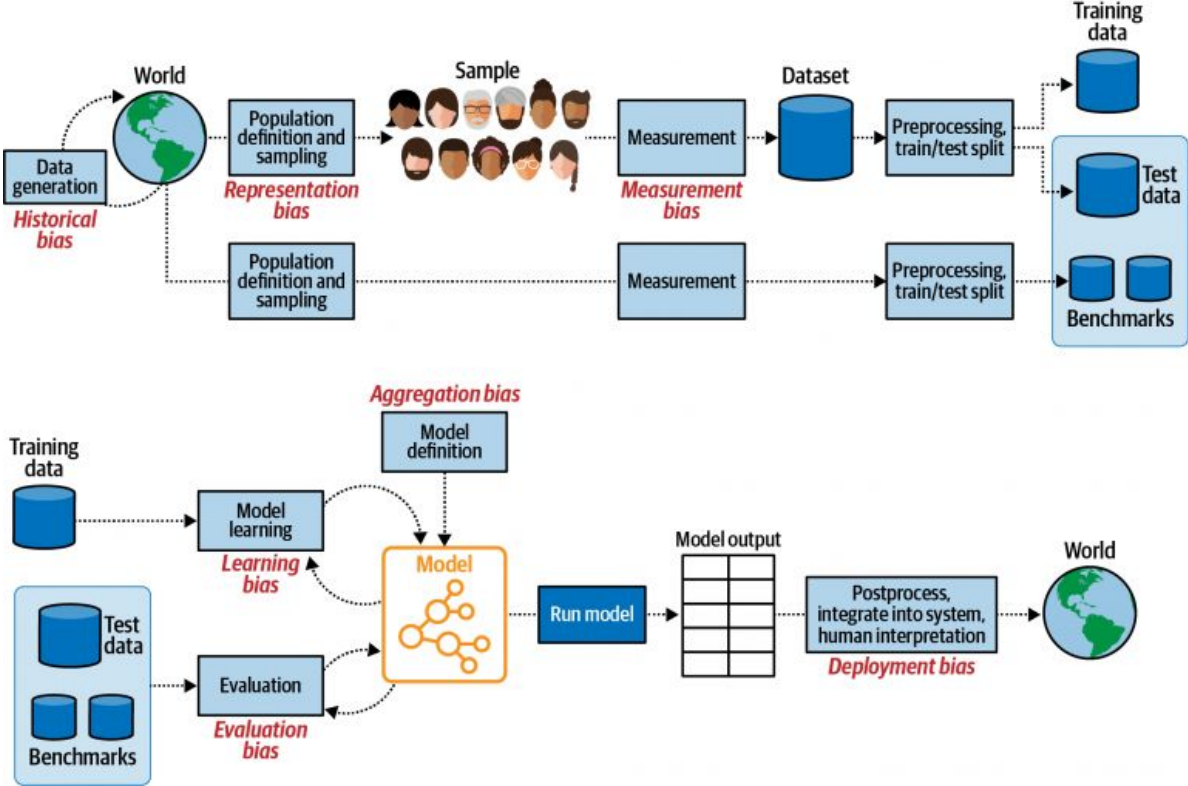 Training
data
World
Sample
Dataset
Data
generation
Historical
bias
Population
definition and
sampling
Representation
bias
Measurement
Measurement
bias
Preprocessing,
train/test split
Test
data
Population
definition and
sampling
Measurement
Preprocessing,
train/test split
Benchmarks
Aggregation bias
Model
definition
Training
data
Model
learning
Learning
bias
Model
Model output
World
Run model
Postprocess,
integrate into system,
human interpretation
Deployment bias
Test
data
Evaluation
Evaluation
bias
Benchmarks